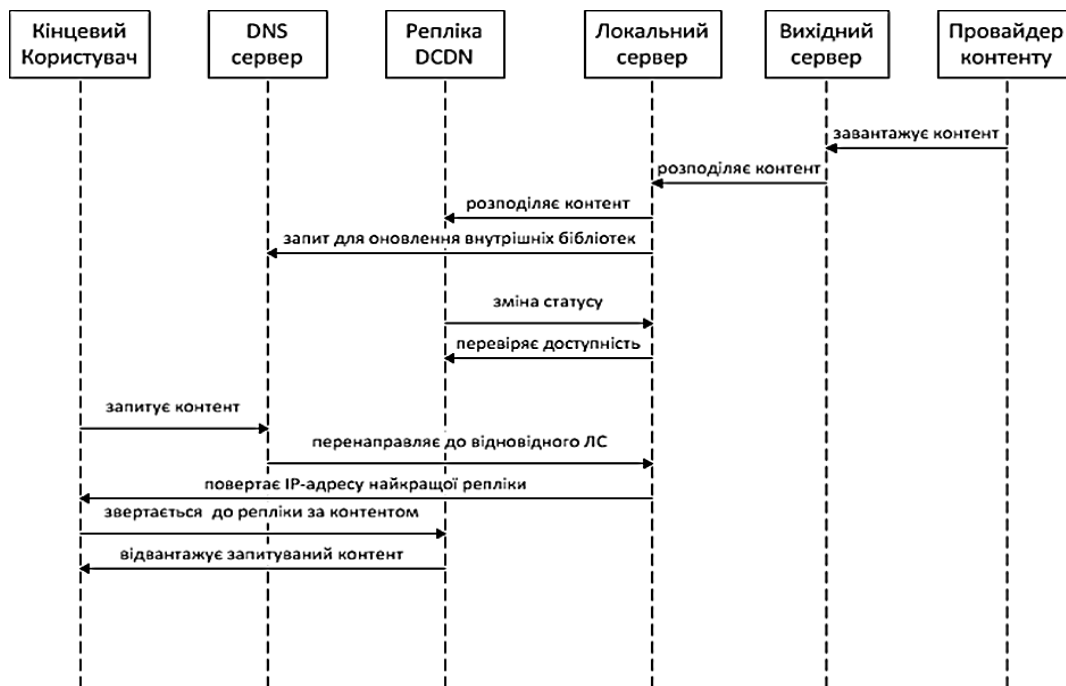 Кінцевий
Користувач
DNS
сервер
Репліка
DCDN
Локальний
сервер
Вихідний
сервер
Провайдер
контенту
завантажує контент
розподіляє контент
розподіляє контент
запит для оновлення внутрішніх бібліотек
зміна статусу
перевіряє доступність
запитує контент
перенаправляє до відновідного ЛС
повертає IP-адресу найкращої репліки
звертається до репліки за контентом
відвантажує запитуваний контент